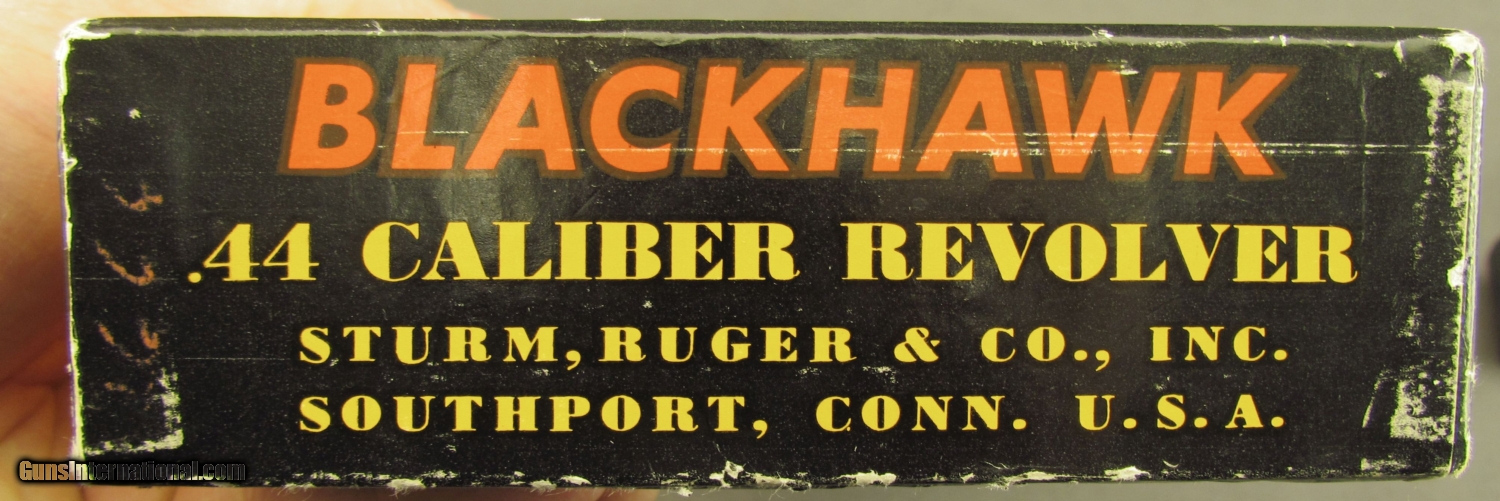 BLACKHAWK
.44 CALIBER REVOLVER
STURM, RUGER & CO., INC.
SOUTHPORT, CONN. U.S.A.
GunsInternational.com